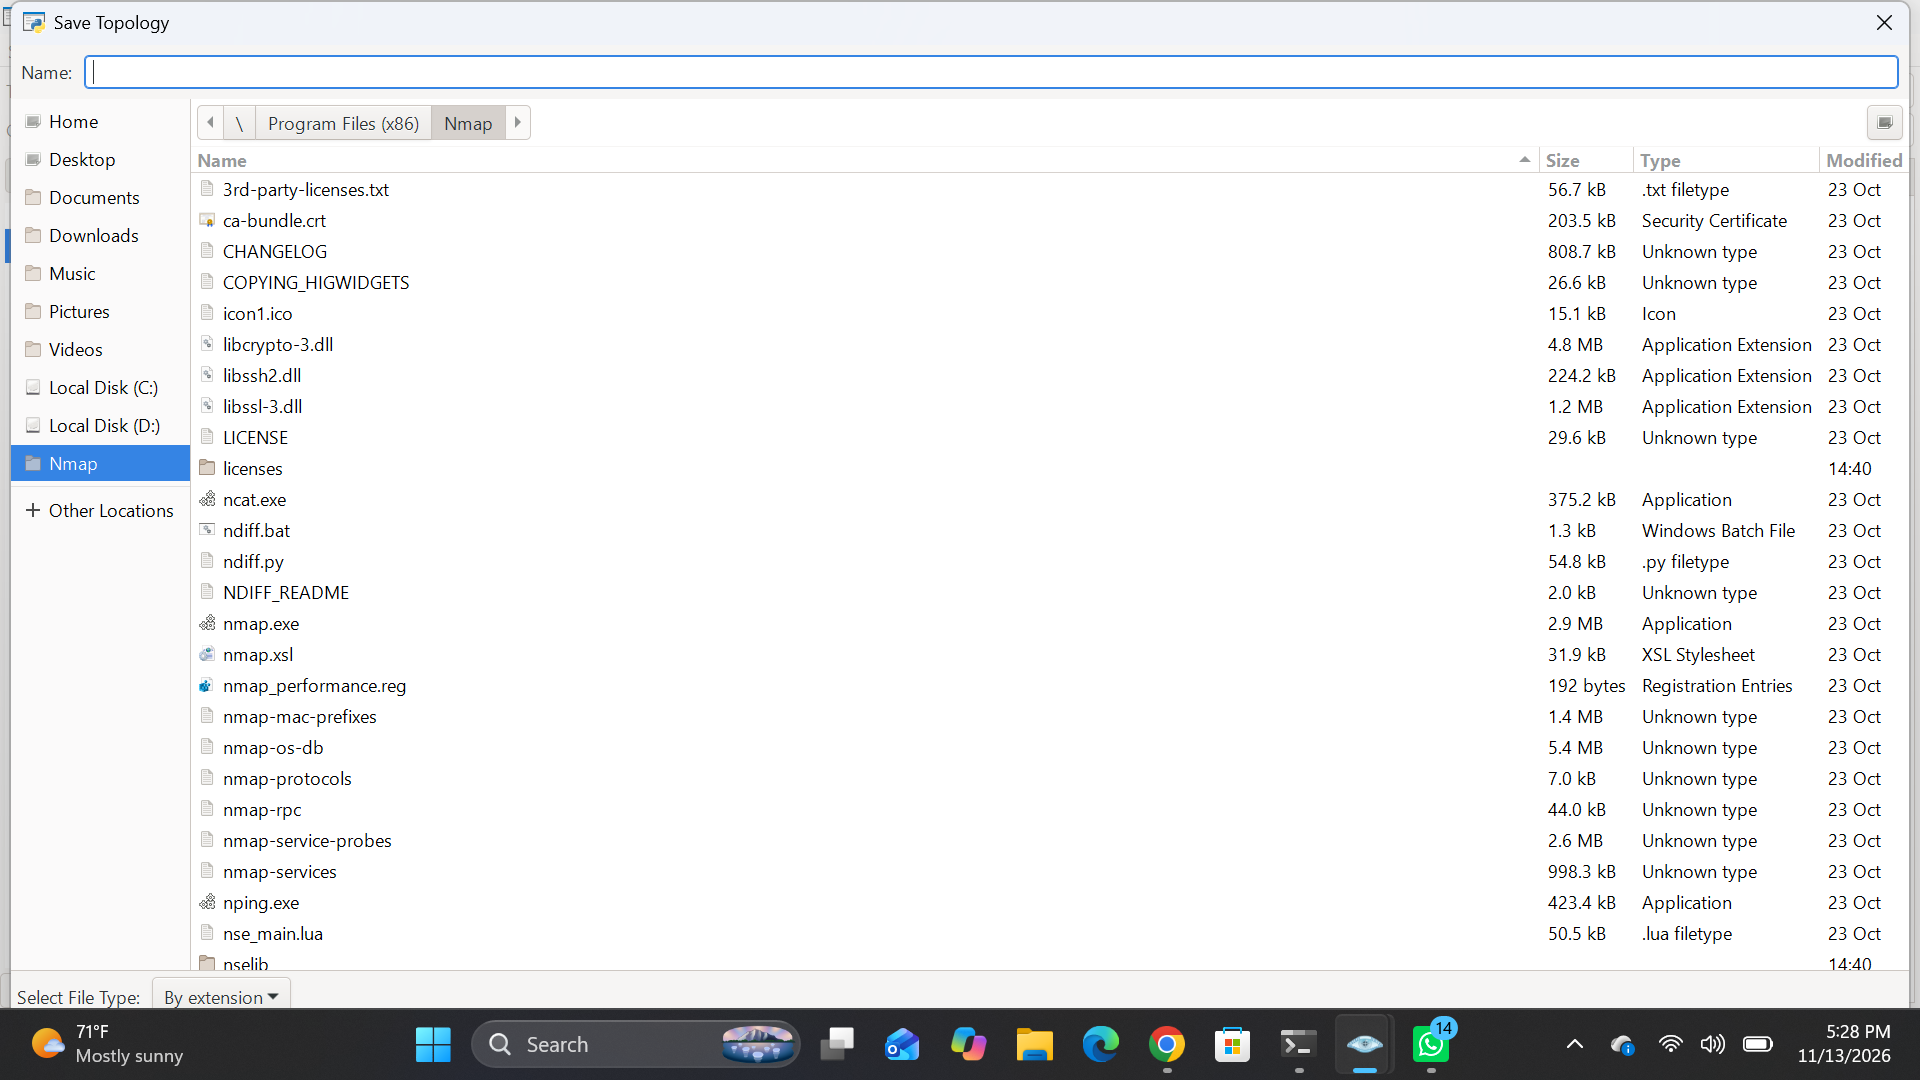 Save Topology
Name:
Home
Desktop
Documents
Downloads
Music
Pictures
Videos
Local Disk (C:)
Local Disk (D:)
Nmap
Other Locations
\ Program Files (x86) Nmap
Name Size Type Modified
3rd-party-licenses.txt 56.7 kB .txt filetype 23 Oct
ca-bundle.crt 203.5 kB Security Certificate 23 Oct
CHANGELOG 808.7 kB Unknown type 23 Oct
COPYING_HIGWIDGETS 26.6 kB Unknown type 23 Oct
icon1.ico 15.1 kB Icon 23 Oct
libcrypto-3.dll 4.8 MB Application Extension 23 Oct
libssh2.dll 224.2 kB Application Extension 23 Oct
libssl-3.dll 1.2 MB Application Extension 23 Oct
LICENSE 29.6 kB Unknown type 23 Oct
licenses 14:40
ncat.exe 375.2 kB Application 23 Oct
ndiff.bat 1.3 kB Windows Batch File 23 Oct
ndiff.py 54.8 kB .py filetype 23 Oct
NDIFF_README 2.0 kB Unknown type 23 Oct
nmap.exe 2.9 MB Application 23 Oct
nmap.xsl 31.9 kB XSL Stylesheet 23 Oct
nmap_performance.reg 192 bytes Registration Entries 23 Oct
nmap-mac-prefixes 1.4 MB Unknown type 23 Oct
nmap-os-db 5.4 MB Unknown type 23 Oct
nmap-protocols 7.0 kB Unknown type 23 Oct
nmap-rpc 44.0 kB Unknown type 23 Oct
nmap-service-probes 2.6 MB Unknown type 23 Oct
nmap-services 998.3 kB Unknown type 23 Oct
nping.exe 423.4 kB Application 23 Oct
nse_main.lua 50.5 kB .lua filetype 23 Oct
nselib 14:40
Select File Type: By extension
71°F
Mostly sunny
Search
14
5:28 PM
11/13/2026